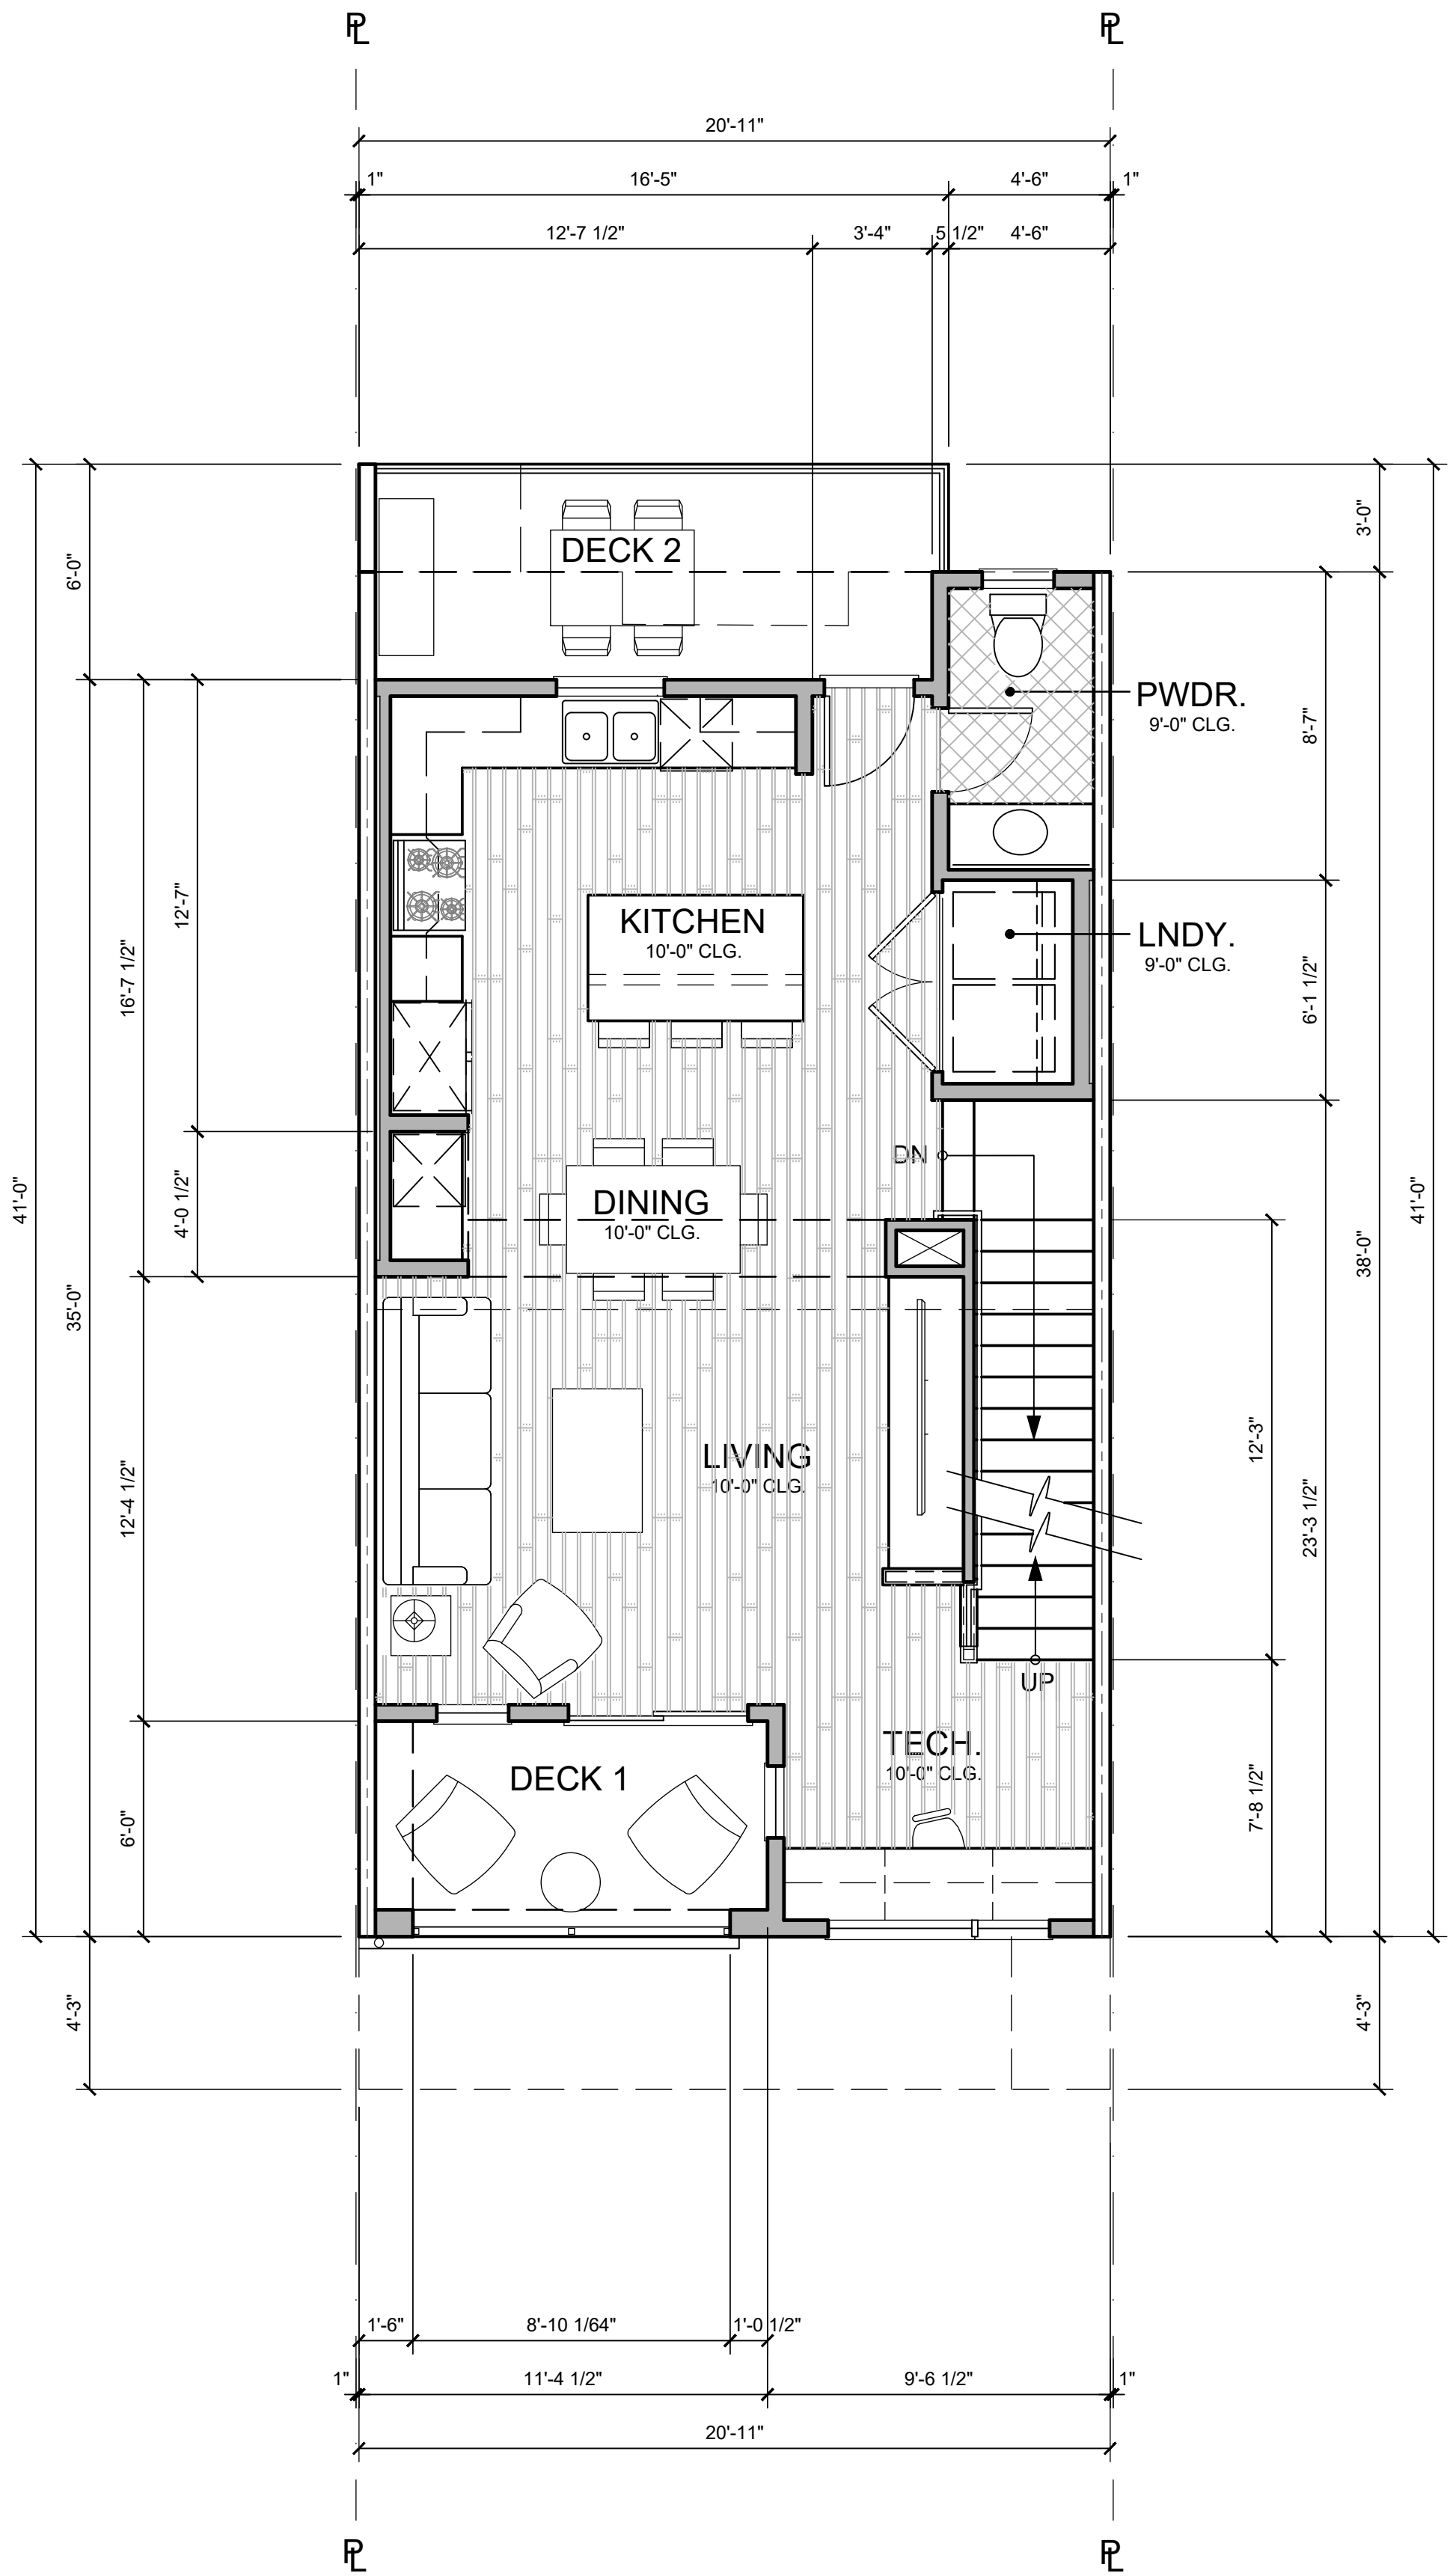 PL PL
20'-11"
1" 16'-5" 4'-6" 1"
12'-7 1/2" 3'-4" 5 1/2" 4'-6"
DECK 2
6'-0"
3'-0"
PWDR.
9'-0" CLG.
8'-7"
12'-7"
KITCHEN
10'-0" CLG.
LNDY.
9'-0" CLG.
16'-7 1/2"
6'-1 1/2"
DN
41'-0"
4'-0 1/2"
DINING
10'-0" CLG.
41'-0"
38'-0"
35'-0"
LIVING
10'-0" CLG.
12'-4 1/2"
12'-3"
23'-3 1/2"
UP
TECH.
10'-0" CLG.
DECK 1
6'-0"
7'-8 1/2"
4'-3"
4'-3"
1'-6" 8'-10 1/64" 1'-0 1/2"
1" 11'-4 1/2" 9'-6 1/2" 1"
20'-11"
PL PL